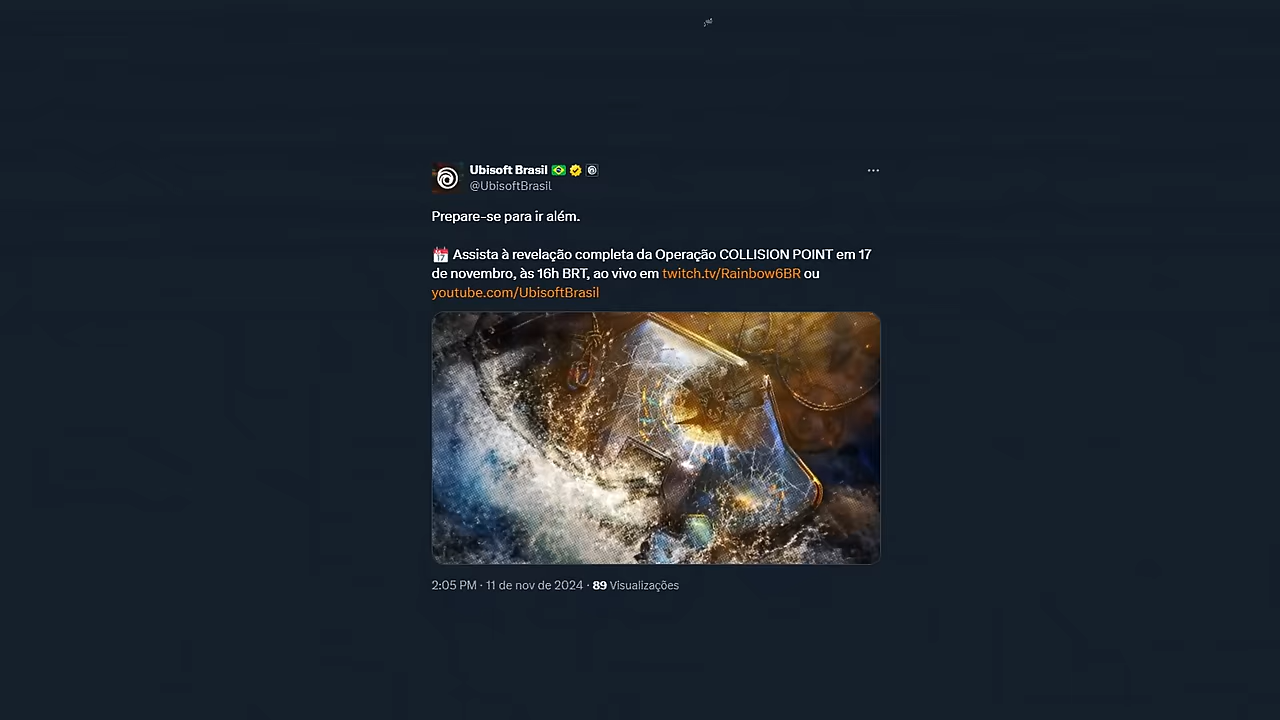 Ubisoft Brasil
@UbisoftBrasil
Prepare-se para ir além.
17 Assista à revelação completa da Operação COLLISION POINT em 17
de novembro, às 16h BRT, ao vivo em twitch.tv/Rainbow6BR ou
youtube.com/UbisoftBrasil
2:05 PM · 11 de nov de 2024 · 89 Visualizações